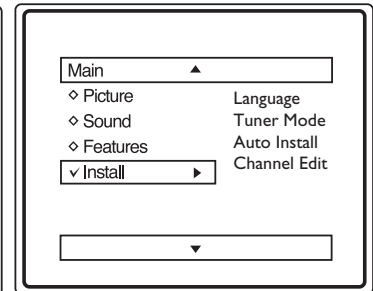 Main
Picture
Sound
Features
Install
Language
Tuner Mode
Auto Install
Channel Edit